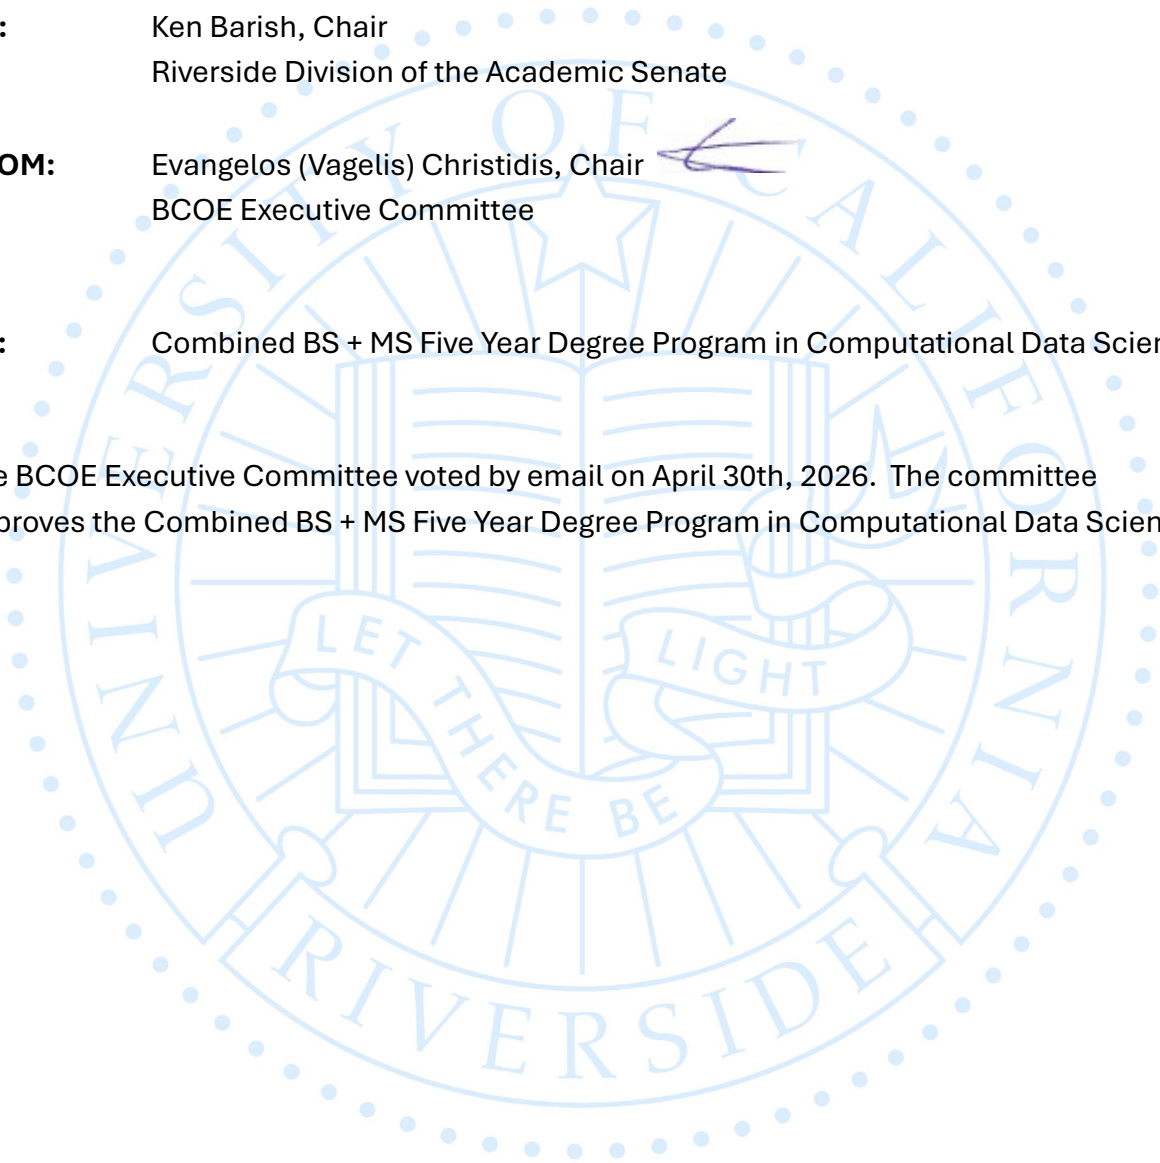 : Ken Barish, Chair
Riverside Division of the Academic Senate
OM: Evangelos (Vagelis) Christidis, Chair
BCOE Executive Committee
: Combined BS + MS Five Year Degree Program in Computational Data Scien
e BCOE Executive Committee voted by email on April 30th, 2026. The committee
proves the Combined BS + MS Five Year Degree Program in Computational Data Scien
UNIVERSITY OF CALIFORNIA
LET THERE BE LIGHT
RIVERSIDE